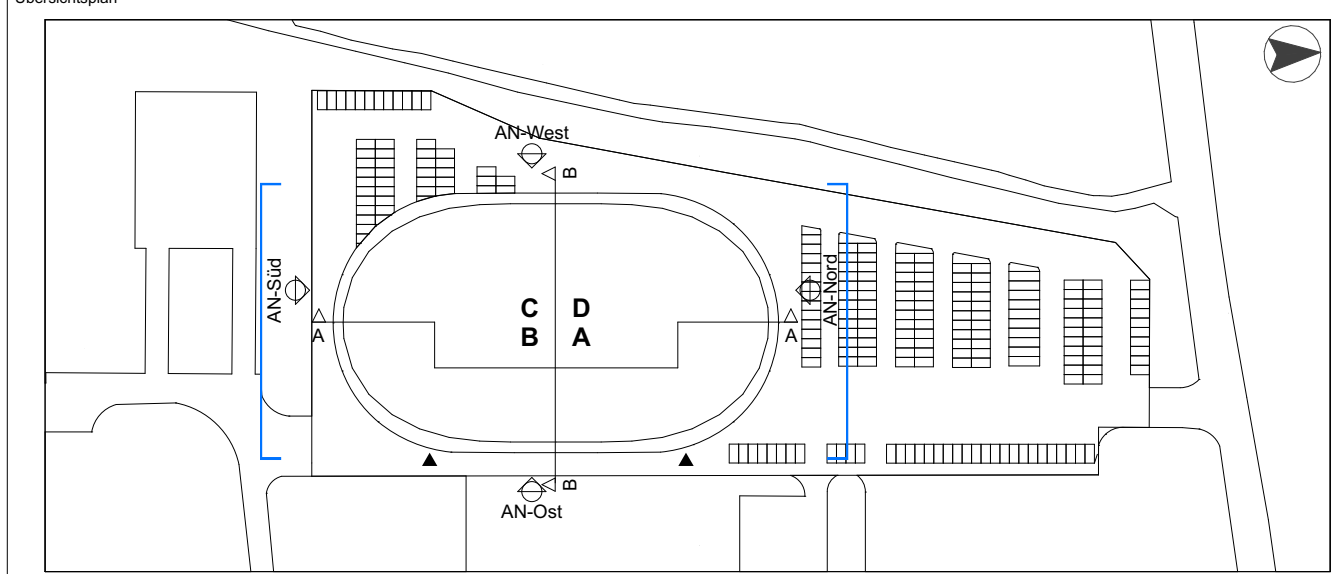 Übersichtsplan
AN-West
B
AN-Süd
AN-Nord
C D
B A
A
A
B
AN-Ost